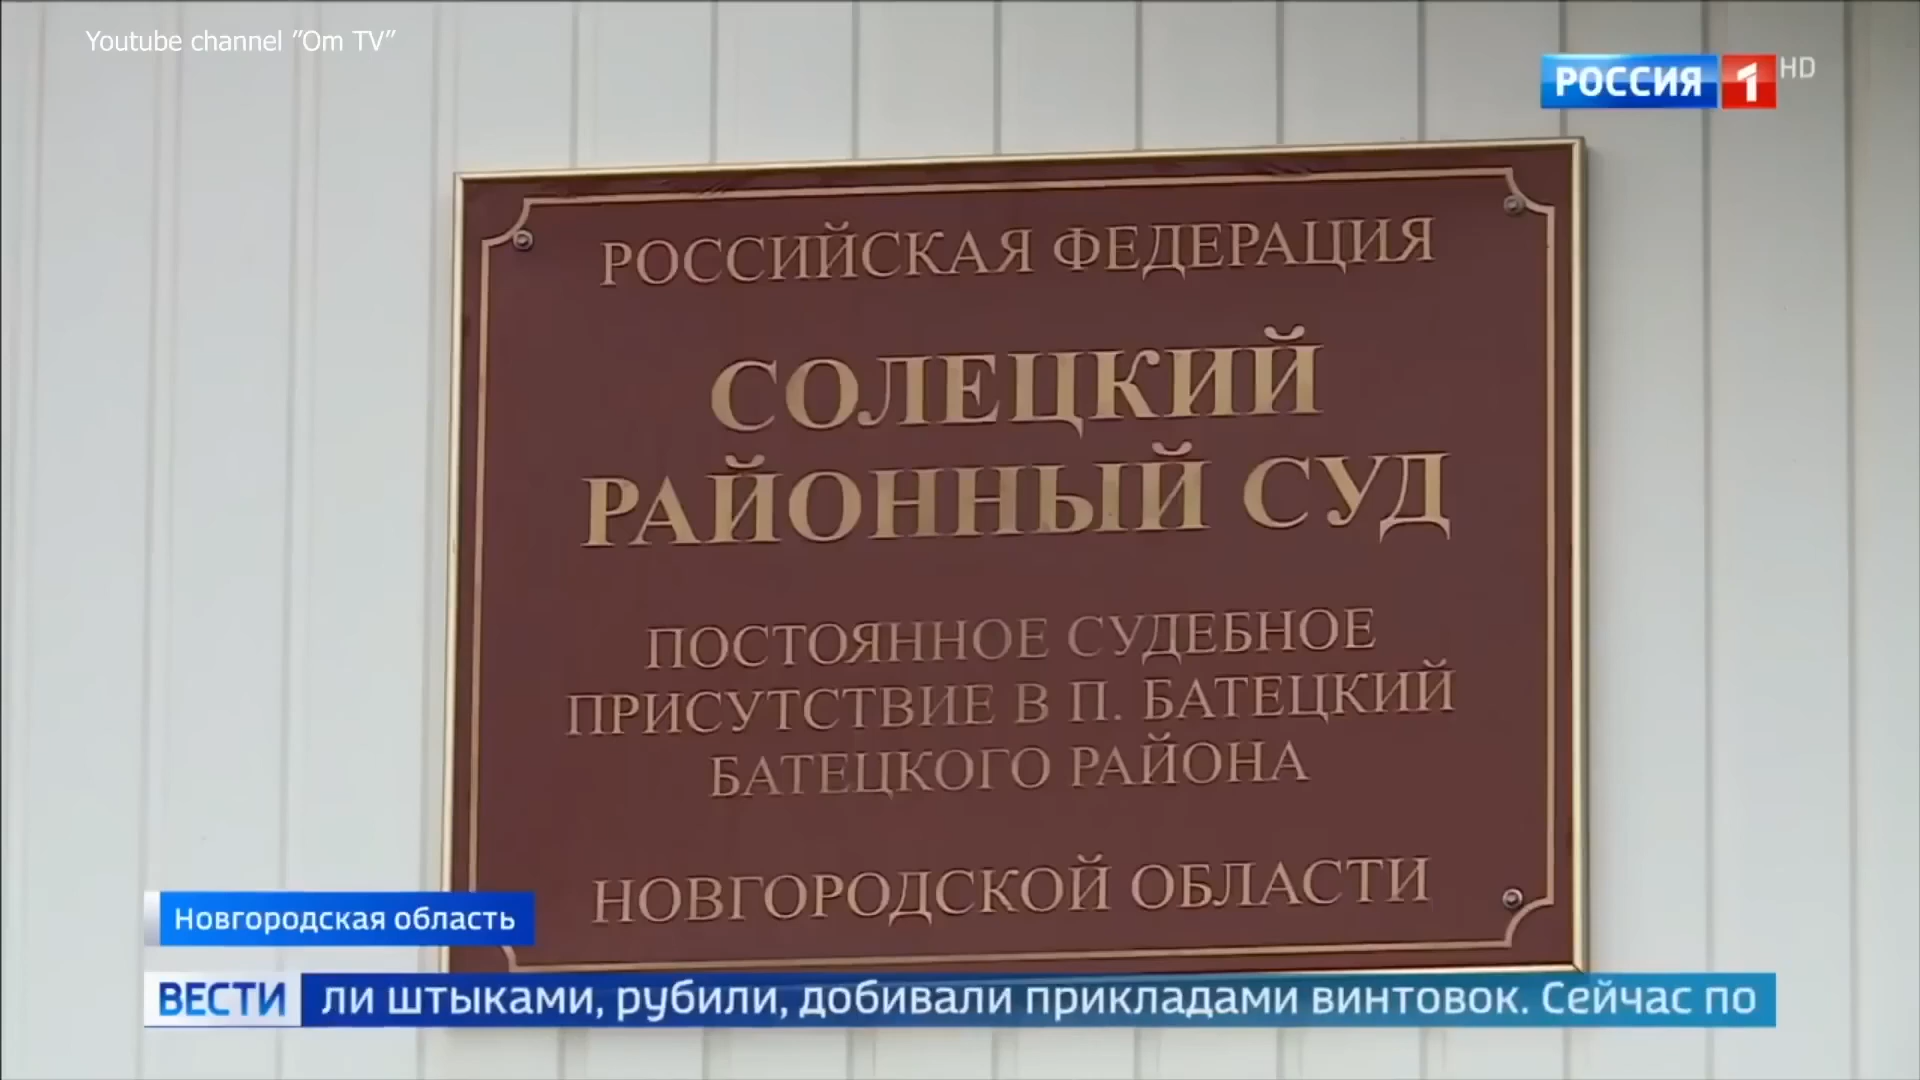 Youtube channel "Om TV"
РОССИЯ 1 HD
РОССИЙСКАЯ ФЕДЕРАЦИЯ
СОЛЕЦКИЙ
РАЙОННЫЙ СУД
ПОСТОЯННОЕ СУДЕБНОЕ
ПРИСУТСТВИЕ В П. БАТЕЦКИЙ
БАТЕЦКОГО РАЙОНА
НОВГОРОДСКОЙ ОБЛАСТИ
Новгородская область
ВЕСТИ ли штыками, рубили, добивали прикладами винтовок. Сейчас по